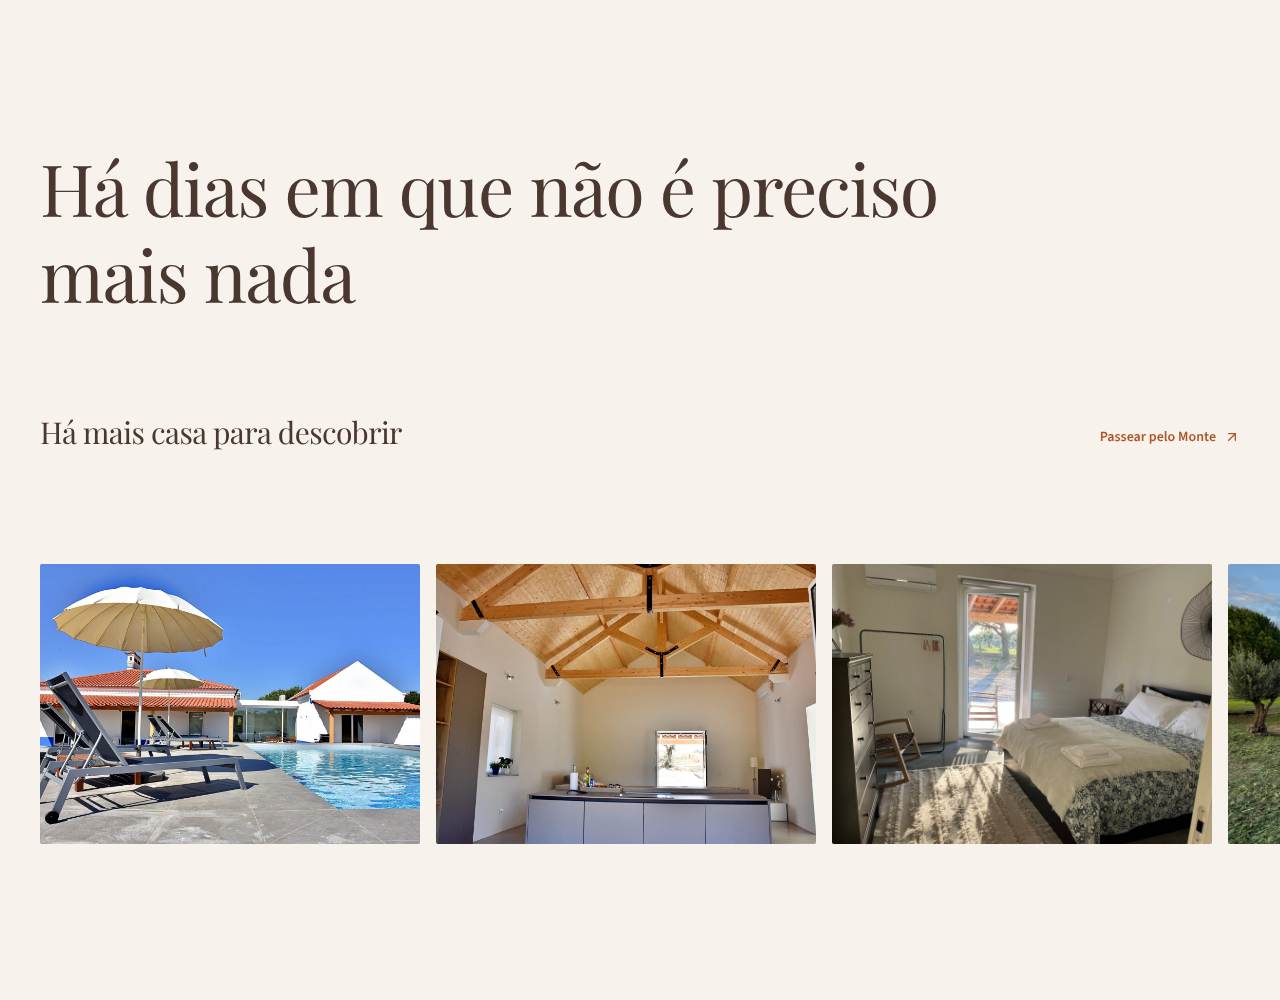 Há dias em que não é preciso
mais nada
Há mais casa para descobrir
Passear pelo Monte